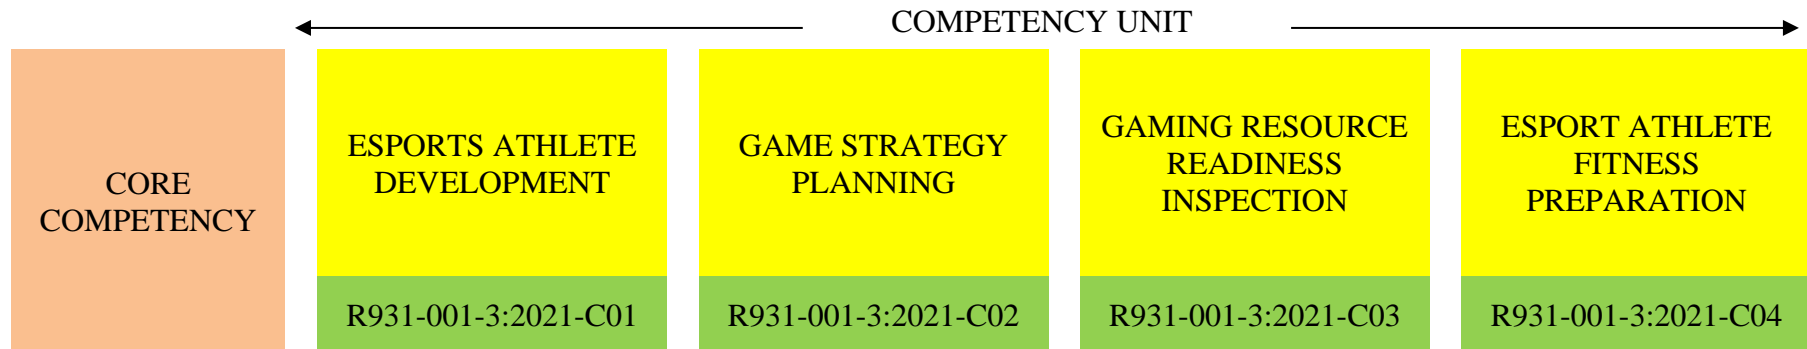 COMPETENCY UNIT
CORE
COMPETENCY
ESPORTS ATHLETE
DEVELOPMENT
R931-001-3:2021-C01
GAME STRATEGY
PLANNING
R931-001-3:2021-C02
GAMING RESOURCE
READINESS
INSPECTION
R931-001-3:2021-C03
ESPORT ATHLETE
FITNESS
PREPARATION
R931-001-3:2021-C04